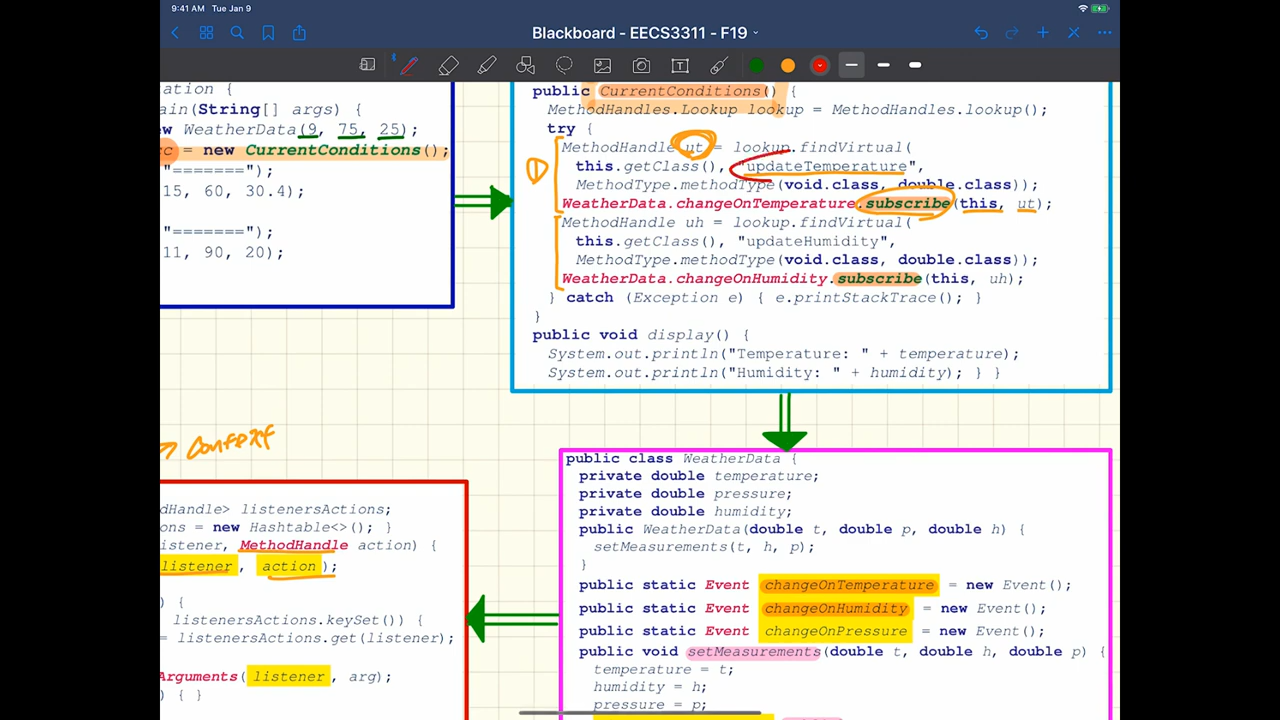 9:41 AM Tue Jan 9
Blackboard - EECS3311 - F19
ation {
ain(String[] args) {
w WeatherData(9, 75, 25);
c = new CurrentConditions();
"=======");
15, 60, 30.4);
"=======");
11, 90, 20);
public CurrentConditions() {
MethodHandles.Lookup lookup = MethodHandles.lookup();
try {
MethodHandle ut = lookup.findVirtual(
this.getClass(), "updateTemperature",
MethodType.methodType(void.class, double.class));
WeatherData.changeOnTemperature.subscribe(this, ut);
MethodHandle uh = lookup.findVirtual(
this.getClass(), "updateHumidity",
MethodType.methodType(void.class, double.class));
WeatherData.changeOnHumidity.subscribe(this, uh);
} catch (Exception e) { e.printStackTrace(); }
}
public void display() {
System.out.println("Temperature: " + temperature);
System.out.println("Humidity: " + humidity); } }
①
→ Context
dHandle> listenersActions;
ons = new Hashtable<>(); }
istener, MethodHandle action) {
listener, action);
) {
listenersActions.keySet()) {
= listenersActions.get(listener);
Arguments(listener, arg);
) { }
public class WeatherData {
private double temperature;
private double pressure;
private double humidity;
public WeatherData(double t, double p, double h) {
setMeasurements(t, h, p);
}
public static Event changeOnTemperature = new Event();
public static Event changeOnHumidity = new Event();
public static Event changeOnPressure = new Event();
public void setMeasurements(double t, double h, double p) {
temperature = t;
humidity = h;
pressure = p;